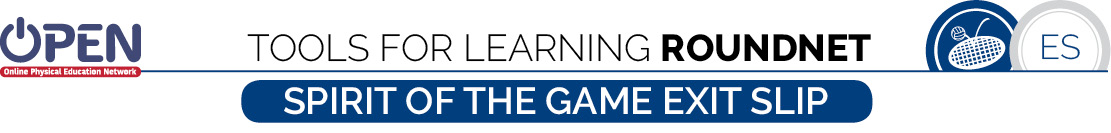 OPEN
Online Physical Education Network
TOOLS FOR LEARNING ROUNDNET
ES
SPIRIT OF THE GAME EXIT SLIP